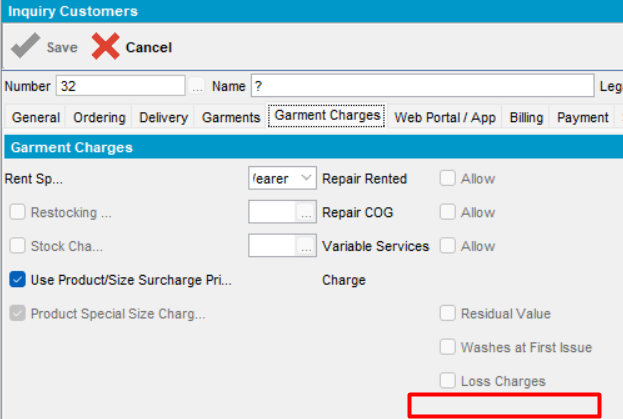 Inquiry Customers
Save Cancel
Number 32 ... Name ? Leg
General Ordering Delivery Garments Garment Charges Web Portal / App Billing Payment
Garment Charges
Rent Sp... /earer Repair Rented Allow
Restocking ... ... Repair COG Allow
Stock Cha... ... Variable Services Allow
Use Product/Size Surcharge Pri... Charge
Product Special Size Charg... Residual Value
Washes at First Issue
Loss Charges